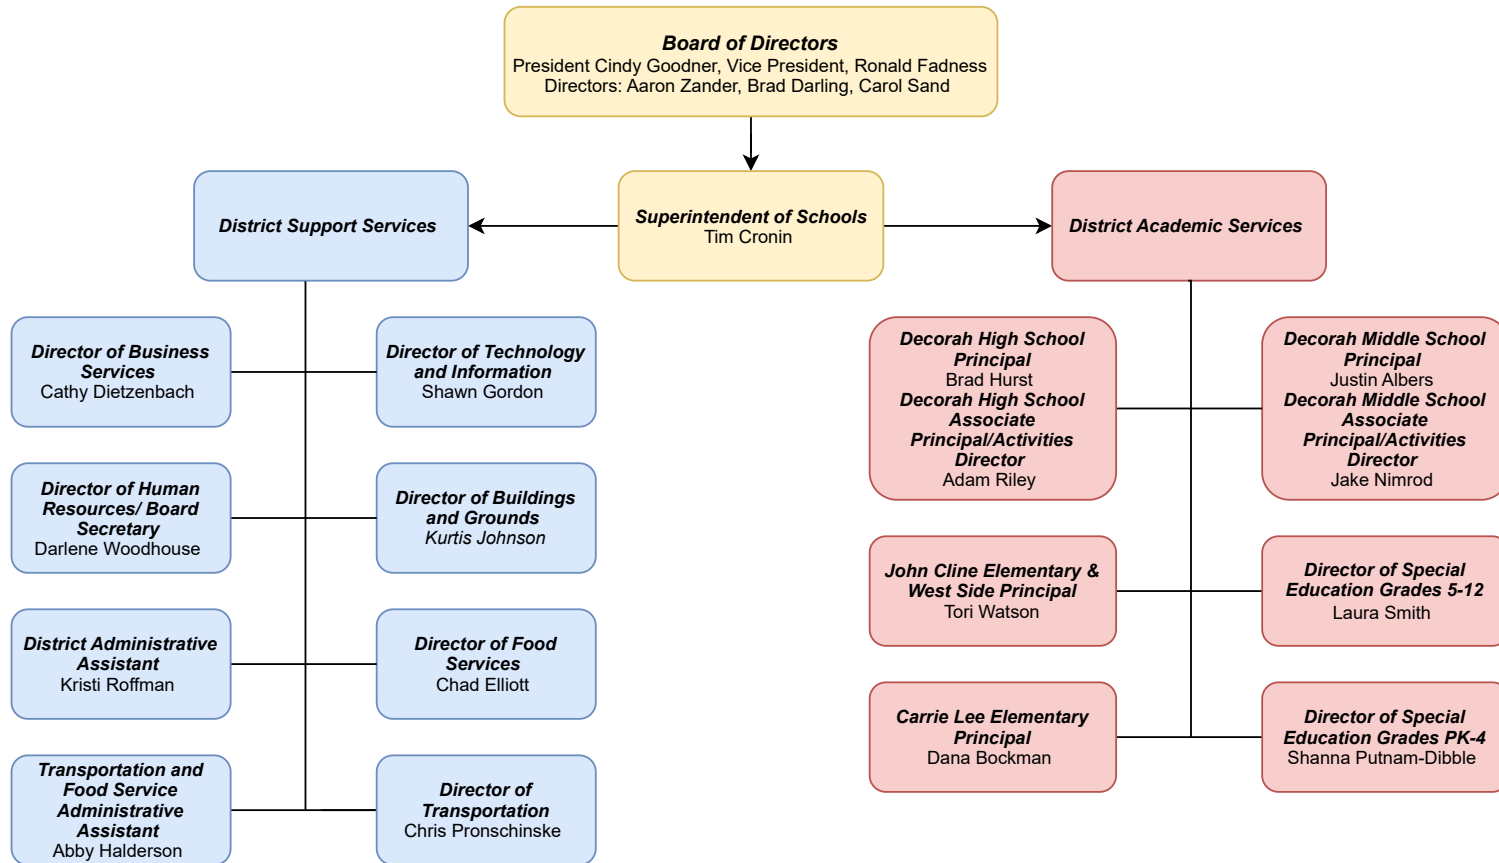 Board of Directors
President Cindy Goodner, Vice President, Ronald Fadness
Directors: Aaron Zander, Brad Darling, Carol Sand
District Support Services
Superintendent of Schools
Tim Cronin
District Academic Services
Director of Business
Services
Cathy Dietzenbach
Director of Technology
and Information
Shawn Gordon
Director of Human
Resources/ Board
Secretary
Darlene Woodhouse
Director of Buildings
and Grounds
Kurtis Johnson
District Administrative
Assistant
Kristi Roffman
Director of Food
Services
Chad Elliott
Transportation and
Food Service
Administrative
Assistant
Abby Halderson
Director of
Transportation
Chris Pronschinske
Decorah High School
Principal
Brad Hurst
Decorah High School
Associate
Principal/Activities
Director
Adam Riley
Decorah Middle School
Principal
Justin Albers
Decorah Middle School
Associate
Principal/Activities
Director
Jake Nimrod
John Cline Elementary &
West Side Principal
Tori Watson
Director of Special
Education Grades 5-12
Laura Smith
Carrie Lee Elementary
Principal
Dana Bockman
Director of Special
Education Grades PK-4
Shanna Putnam-Dibble